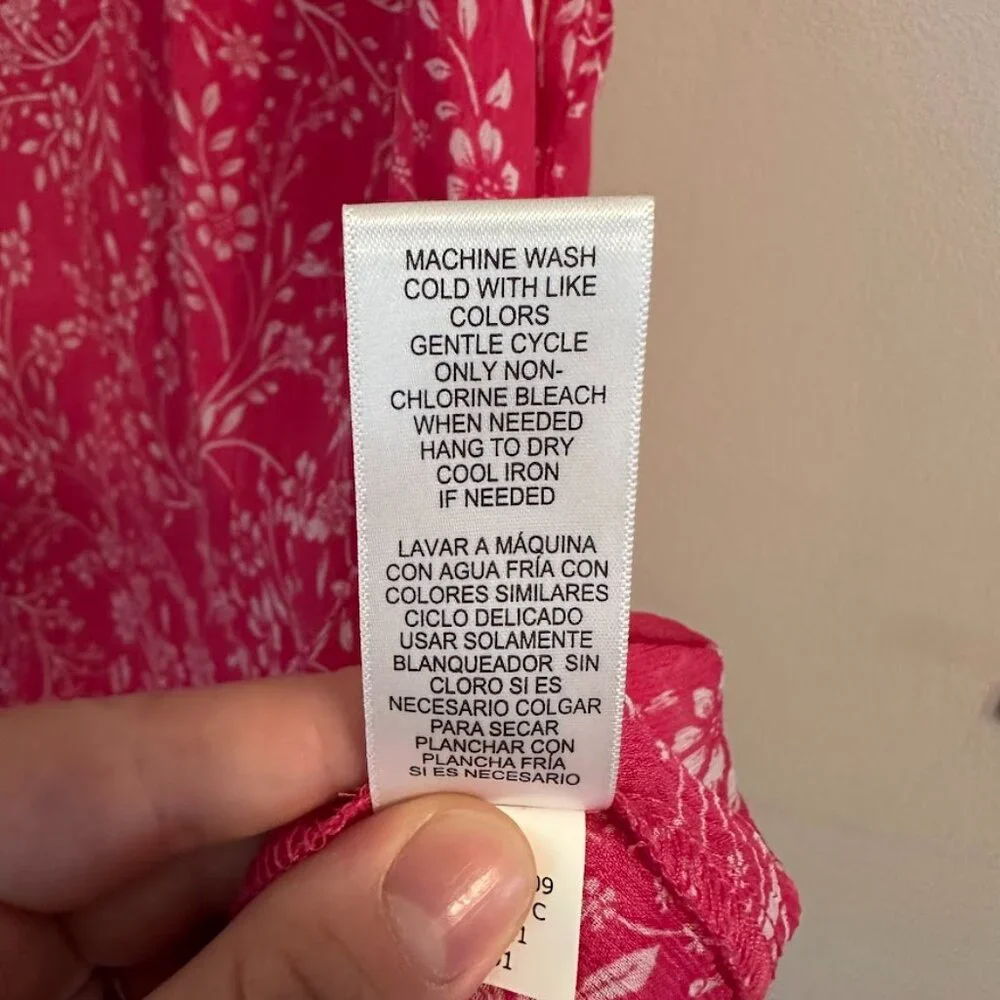 MACHINE WASH
COLD WITH LIKE
COLORS
GENTLE CYCLE
ONLY NON-
CHLORINE BLEACH
WHEN NEEDED
HANG TO DRY
COOL IRON
IF NEEDED
LAVAR A MÁQUINA
CON AGUA FRÍA CON
COLORES SIMILARES
CICLO DELICADO
USAR SOLAMENTE
BLANQUEADOR SIN
CLORO SI ES
NECESARIO COLGAR
PARA SECAR
PLANCHAR CON
PLANCHA FRÍA
SI ES NECESARIO
09
C
1